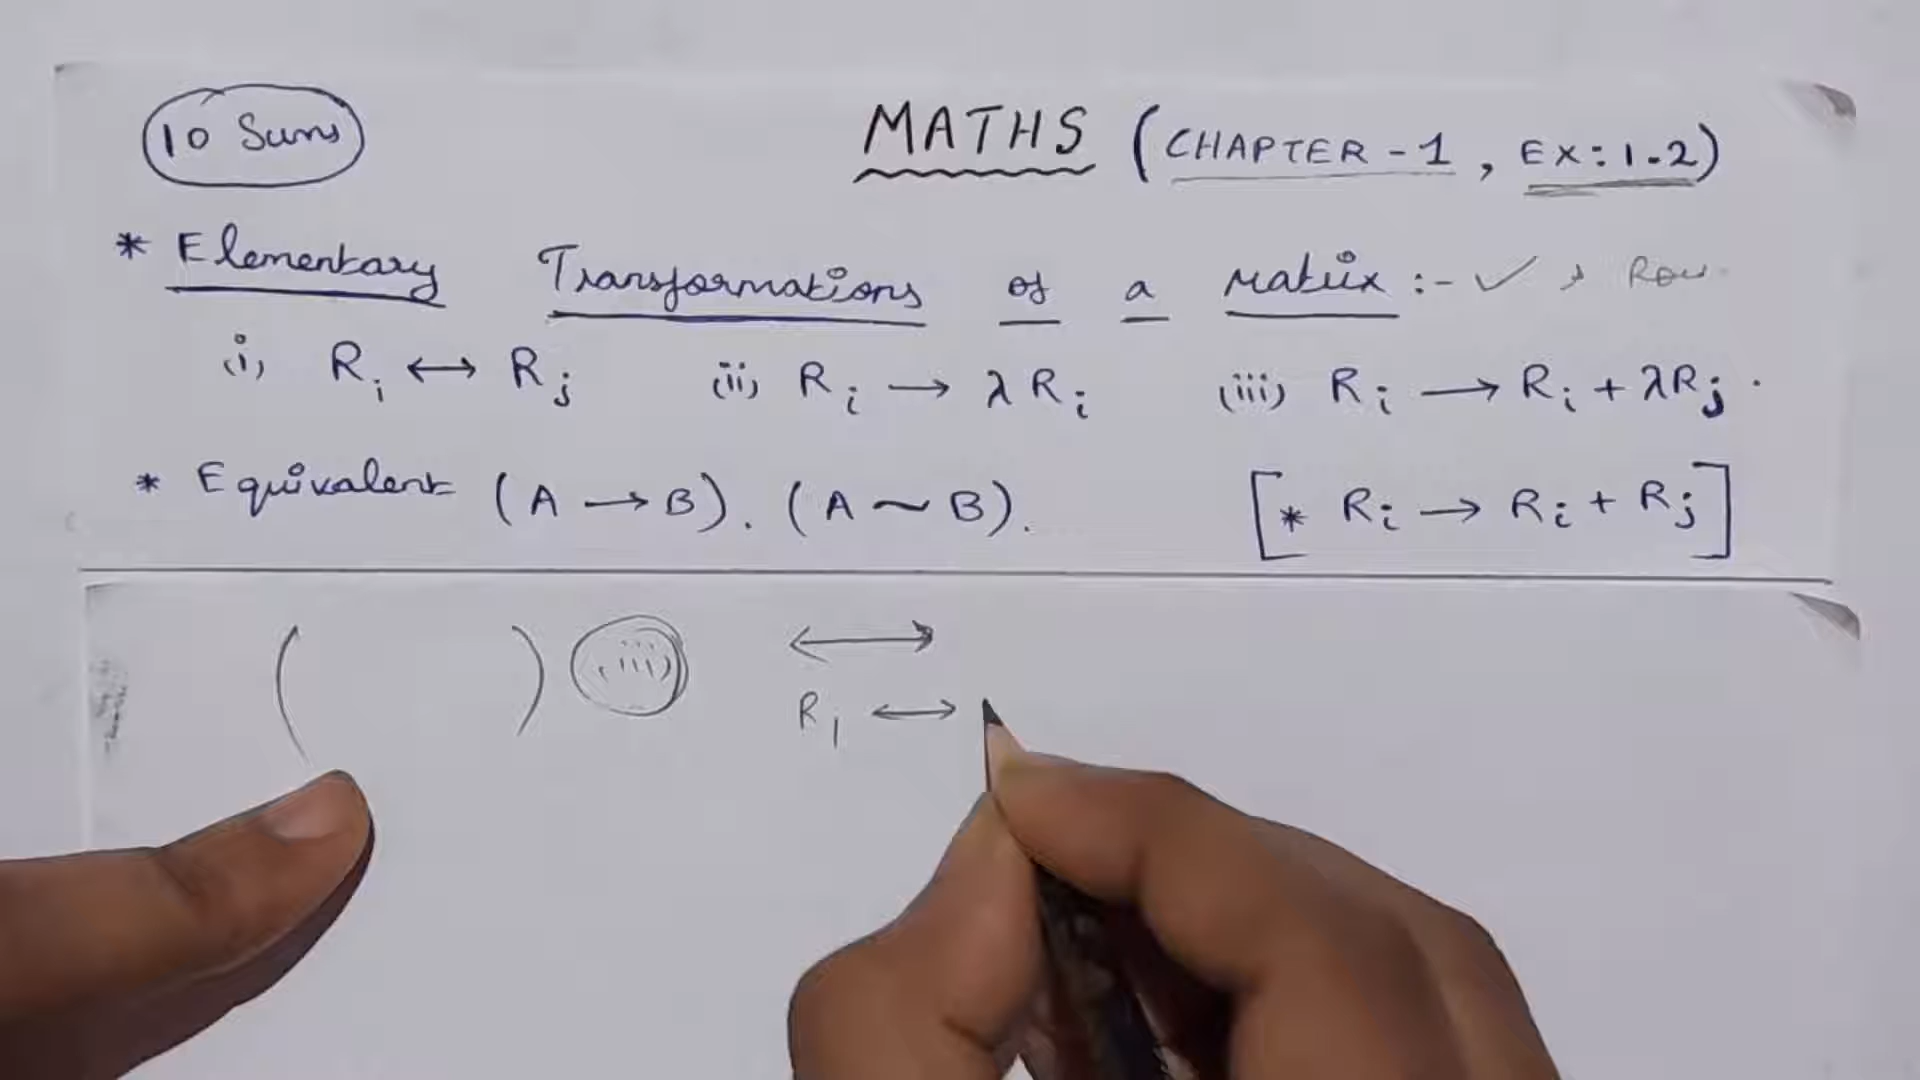 10 Sums
MATHS (CHAPTER - 1, EX: 1.2)
* Elementary Transformations of a matrix :- ✓ Row
(i) Ri ↔ Rj (ii) Ri → λRi (iii) Ri → Ri + λRj.
* Equivalent (A → B). (A ~ B). [* Ri → Ri + Rj]
( ) (iii) ↔
R1 ↔